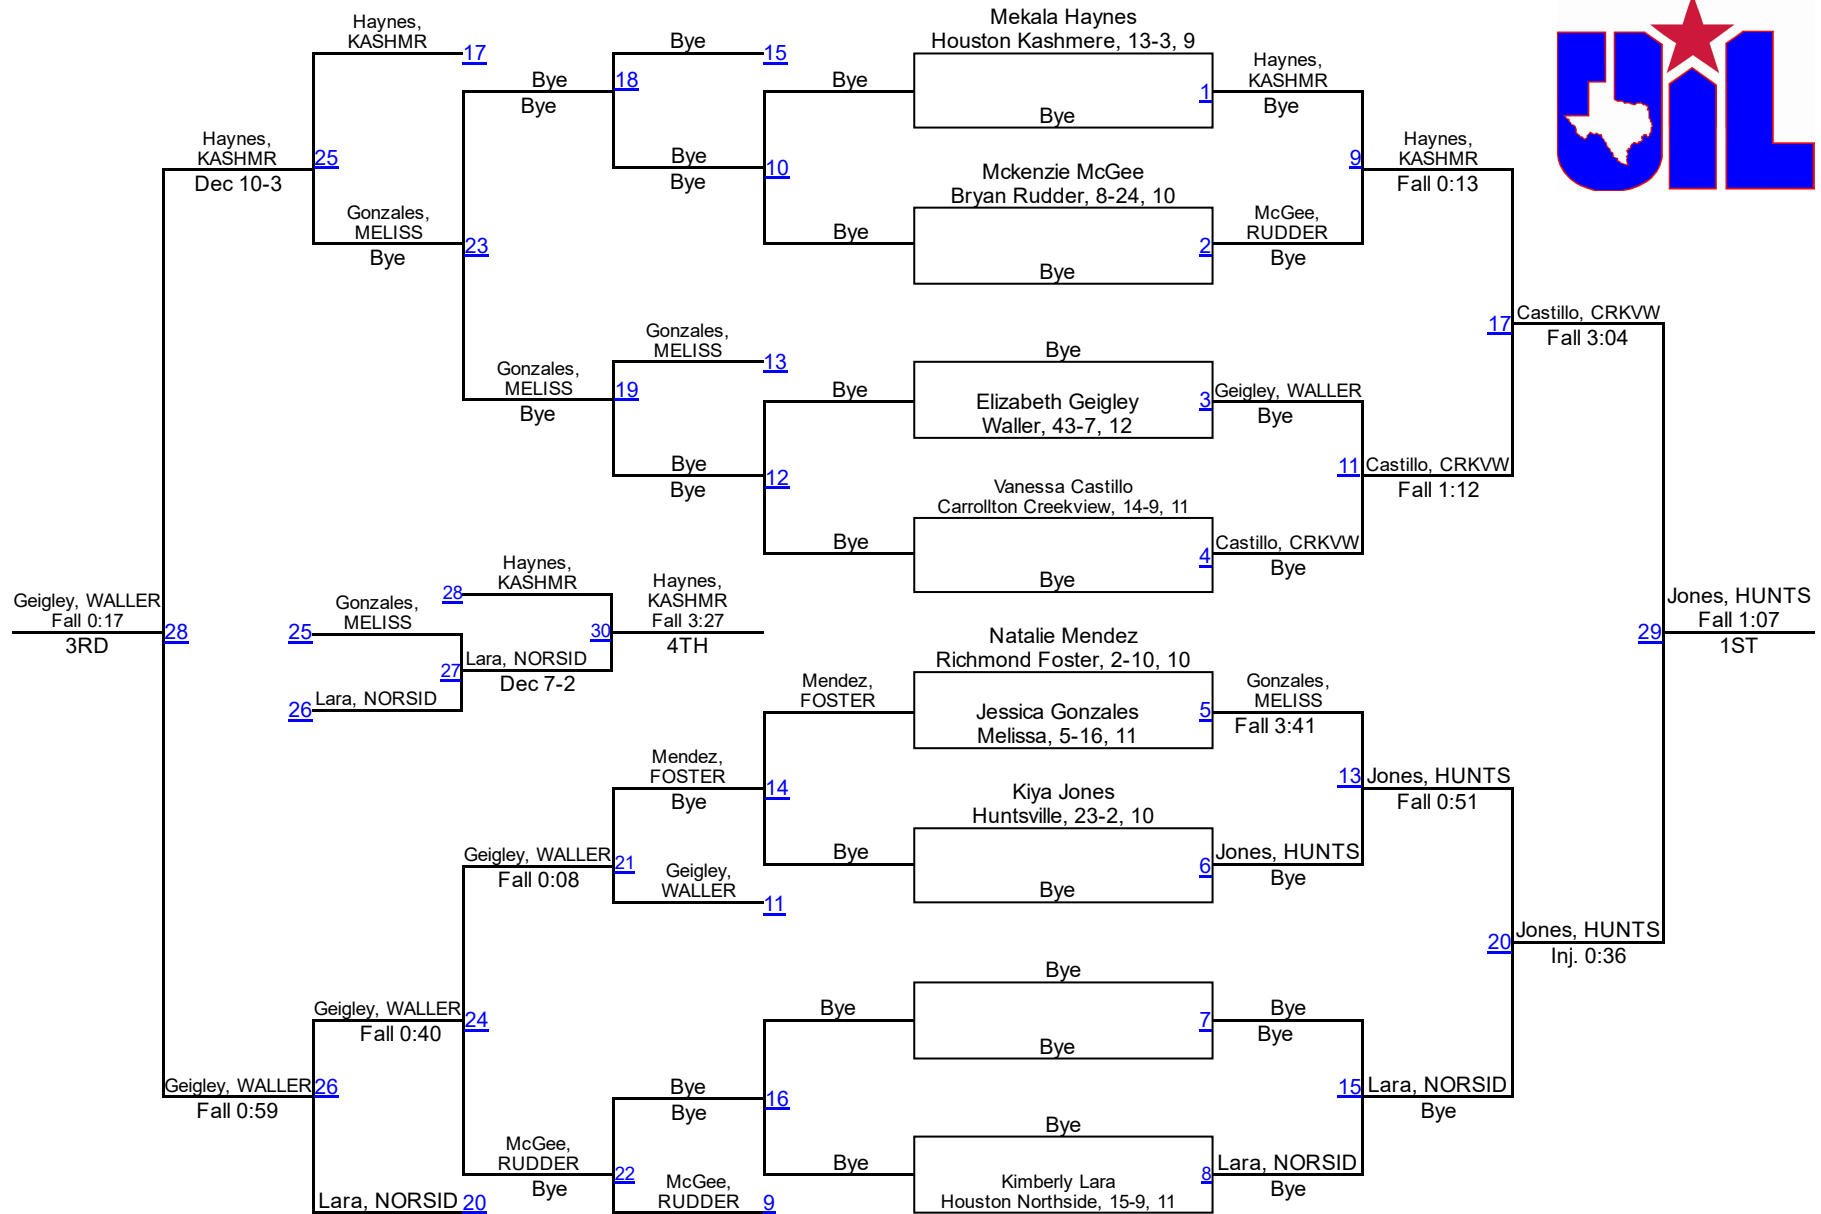 Haynes,
KASHMR
17
Bye
15
Mekala Haynes
Houston Kashmere, 13-3, 9
UIL
Bye
18
Bye
Bye
1
Haynes,
KASHMR
Bye
Bye
Haynes,
KASHMR
25
Dec 10-3
Bye
10
Bye
Mckenzie McGee
Bryan Rudder, 8-24, 10
9
Haynes,
KASHMR
Fall 0:13
Gonzales,
MELISS
23
Bye
Bye
2
McGee,
RUDDER
Bye
Bye
Gonzales,
MELISS
13
Bye
17
Castillo, CRKVW
Fall 3:04
Gonzales,
MELISS
19
Bye
Bye
Elizabeth Geigley
Waller, 43-7, 12
3
Geigley, WALLER
Bye
Bye
12
Bye
Vanessa Castillo
Carrollton Creekview, 14-9, 11
11
Castillo, CRKVW
Fall 1:12
Bye
4
Castillo, CRKVW
Bye
Bye
Geigley, WALLER
Fall 0:17
28
3RD
Gonzales,
MELISS
25
28
Haynes,
KASHMR
30
Haynes,
KASHMR
Fall 3:27
4TH
27
Lara, NORSID
Dec 7-2
26
Lara, NORSID
29
Jones, HUNTS
Fall 1:07
1ST
Natalie Mendez
Richmond Foster, 2-10, 10
Mendez,
FOSTER
Jessica Gonzales
Melissa, 5-16, 11
5
Gonzales,
MELISS
Fall 3:41
Mendez,
FOSTER
14
Bye
Kiya Jones
Huntsville, 23-2, 10
13
Jones, HUNTS
Fall 0:51
Geigley, WALLER
21
Fall 0:08
Bye
6
Jones, HUNTS
Bye
Bye
Geigley,
WALLER
11
20
Jones, HUNTS
Inj. 0:36
Bye
Geigley, WALLER
24
Fall 0:40
Bye
7
Bye
Bye
Bye
Geigley, WALLER
26
Fall 0:59
Bye
16
Bye
Bye
15
Lara, NORSID
Bye
McGee,
RUDDER
22
Bye
Bye
Kimberly Lara
Houston Northside, 15-9, 11
8
Lara, NORSID
Bye
Lara, NORSID
20
McGee,
RUDDER
9